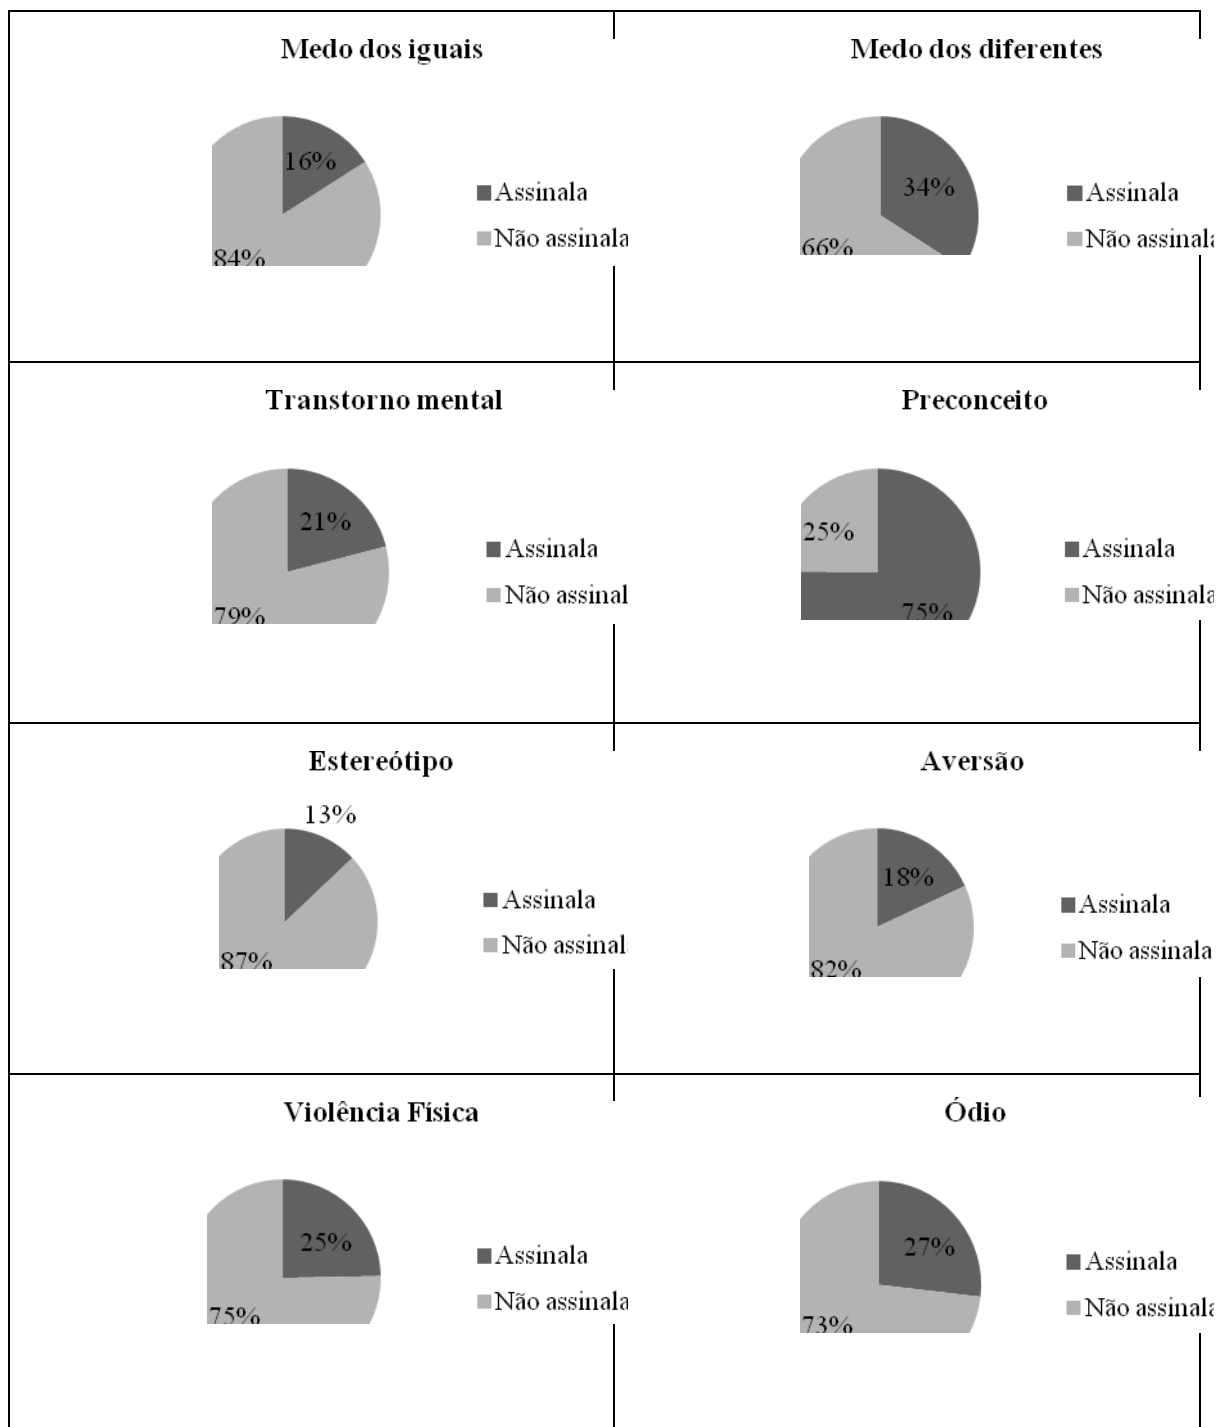 Medo dos iguais
16%
84%
Assinala
Não assinala
Medo dos diferentes
34%
66%
Assinala
Não assinala
Transtorno mental
21%
79%
Assinala
Não assinal
Preconceito
25%
75%
Assinala
Não assinala
Estereótipo
13%
87%
Assinala
Não assinala
Aversão
18%
82%
Assinala
Não assinala
Violência Física
25%
75%
Assinala
Não assinala
Ódio
27%
73%
Assinala
Não assinala